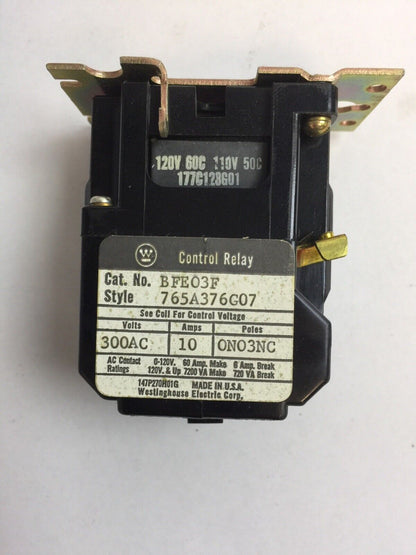 120V 60C 110V 50C
177C128G01
W
Control Relay
Cat. No. BFE03F
Style 765A376G07
See Coil For Control Voltage
Volts Amps Poles
300AC 10 0NO3NC
AC Contact 0-120V. 60 Amp. Make 6 Amp. Break
Ratings 120V. & Up 7200 VA Make 720 VA Break
147P270H01G MADE IN U.S.A.
Westinghouse Electric Corp.